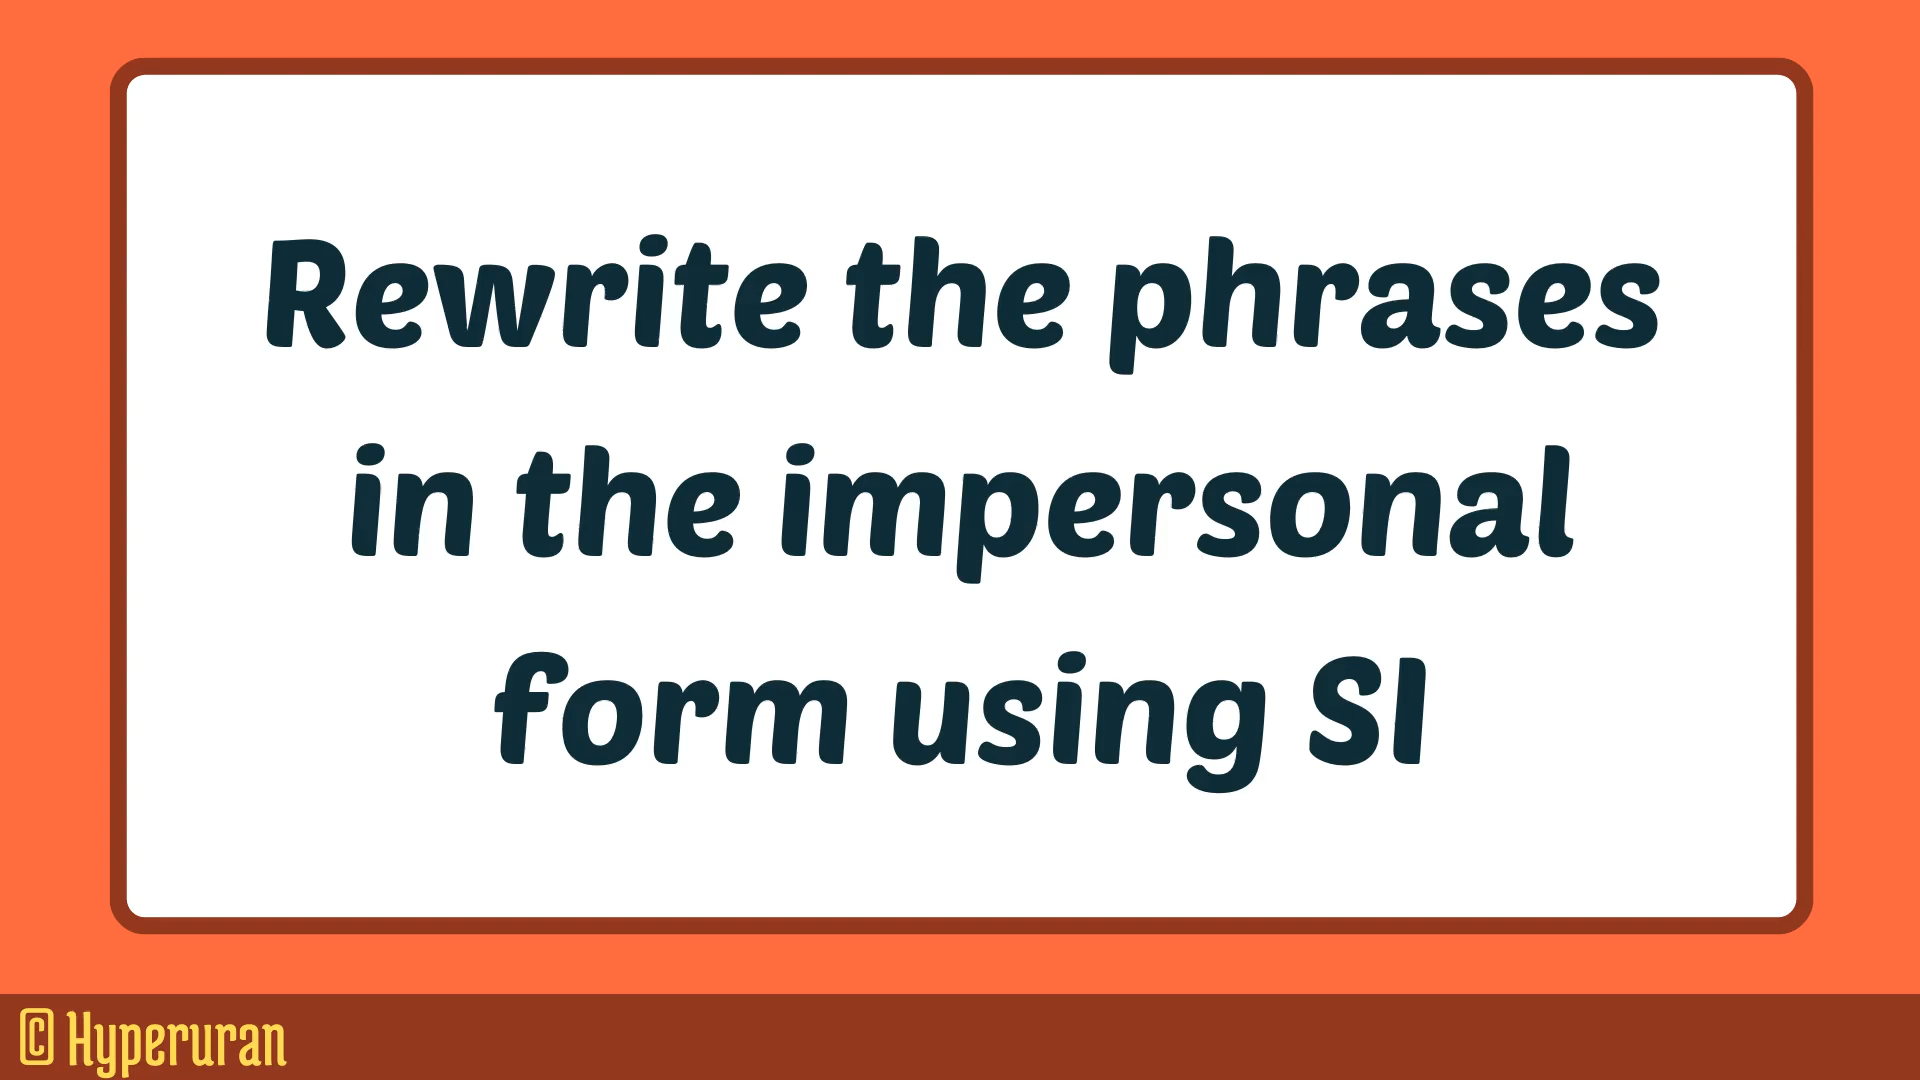 Rewrite the phrases
in the impersonal
form using SI
© Hyperuran